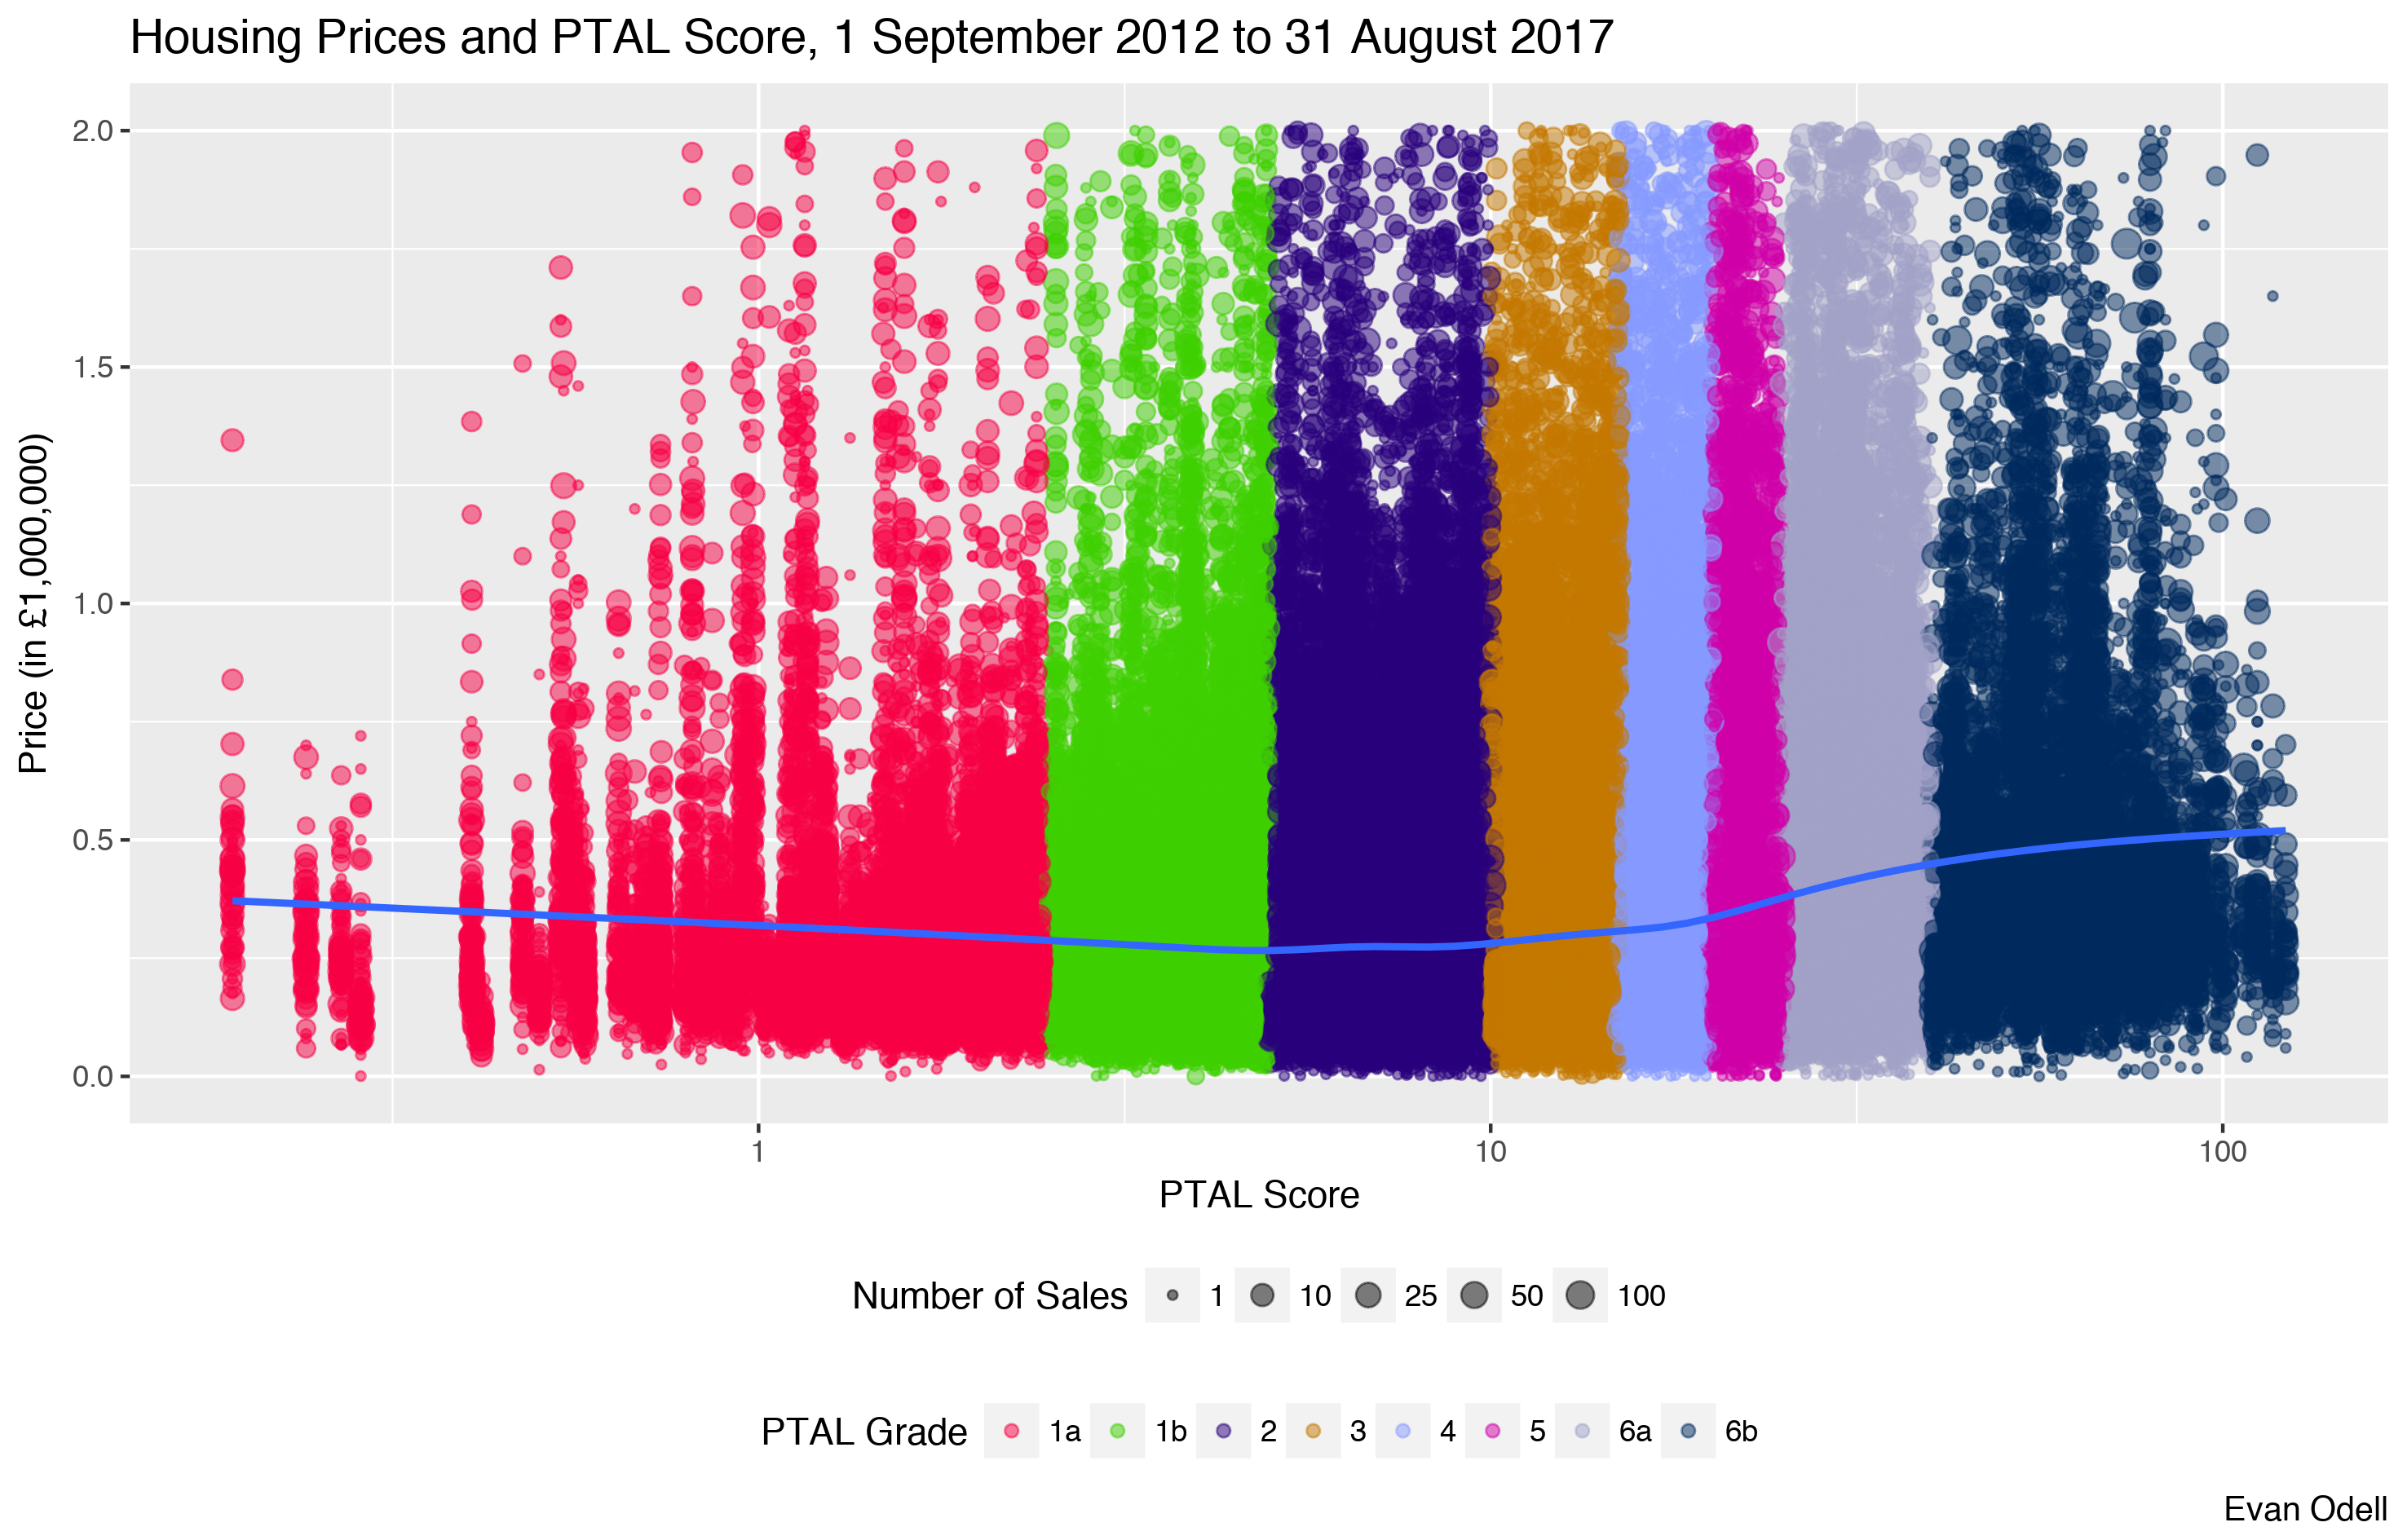 Housing Prices and PTAL Score, 1 September 2012 to 31 August 2017
Price (in £1,000,000)
2.0
1.5
1.0
0.5
0.0
1 10 100
PTAL Score
Number of Sales 1 10 25 50 100
PTAL Grade 1a 1b 2 3 4 5 6a 6b
Evan Odell